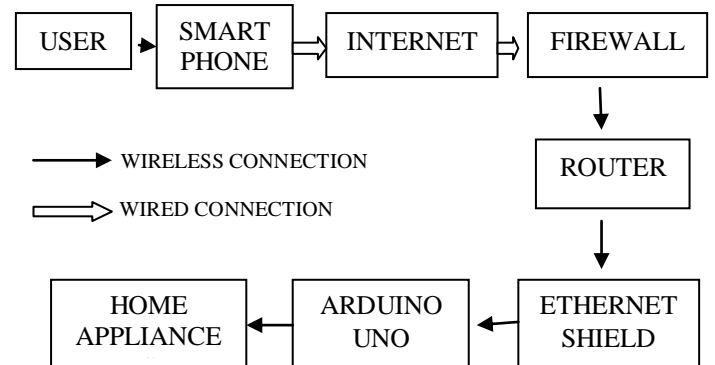 USER
SMART
PHONE
INTERNET
FIREWALL
WIRELESS CONNECTION
ROUTER
WIRED CONNECTION
HOME
APPLIANCE
ARDUINO
UNO
ETHERNET
SHIELD